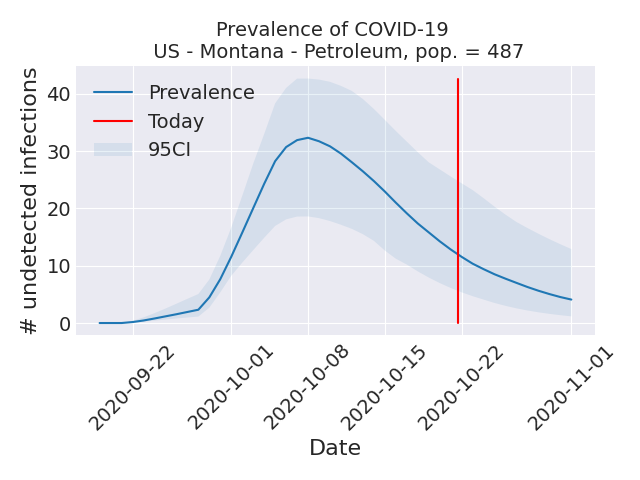 Prevalence of COVID-19
US - Montana - Petroleum, pop. = 487
# undetected infections
40
30
20
10
0
Prevalence
Today
95CI
2020-09-22
2020-10-01
2020-10-08
2020-10-15
2020-10-22
2020-11-01
Date